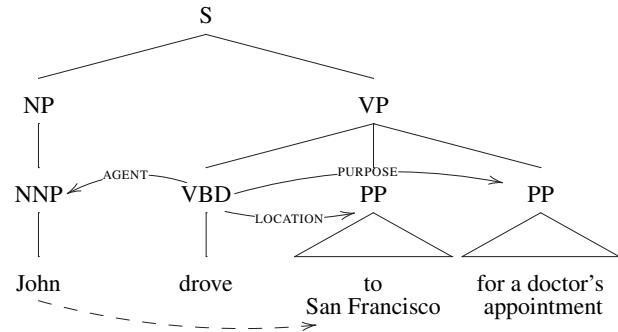 S
NP VP
AGENT PURPOSE
NNP VBD PP PP
LOCATION
John drove to for a doctor's
San Francisco appointment